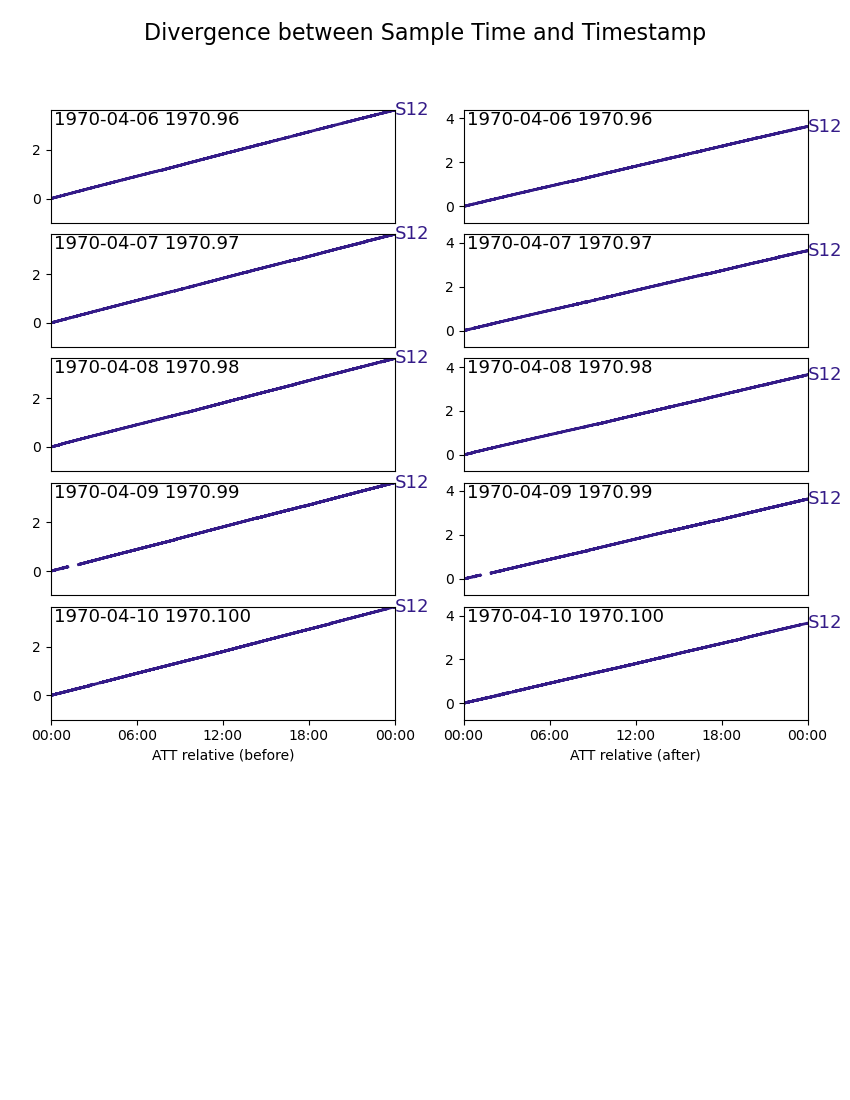 Divergence between Sample Time and Timestamp
1970-04-06 1970.96 S12
2
0
1970-04-06 1970.96 S12
4
2
0
1970-04-07 1970.97 S12
2
0
1970-04-07 1970.97 S12
4
2
0
1970-04-08 1970.98 S12
2
0
1970-04-08 1970.98 S12
4
2
0
1970-04-09 1970.99 S12
2
0
1970-04-09 1970.99 S12
4
2
0
1970-04-10 1970.100 S12
2
0
1970-04-10 1970.100 S12
4
2
0
00:00 06:00 12:00 18:00 00:00
ATT relative (before)
00:00 06:00 12:00 18:00 00:00
ATT relative (after)